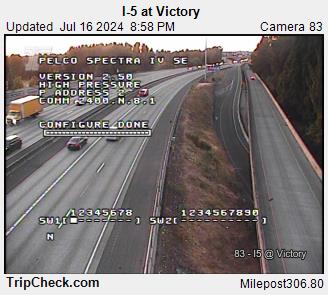 I-5 at Victory
Updated Jul 16 2024 8:58 PM Camera 83
PELCO SPECTRA IV SE
VERSION 2.50
HIGH PRESSURE
P ADDRESS 2
COMM 2400,N,8,1
CONFIGURE DONE
12345678 1234567890
SW1[■-------] SW2[----------]
N
83 - I5 @ Victory
TripCheck.com Milepost306.80